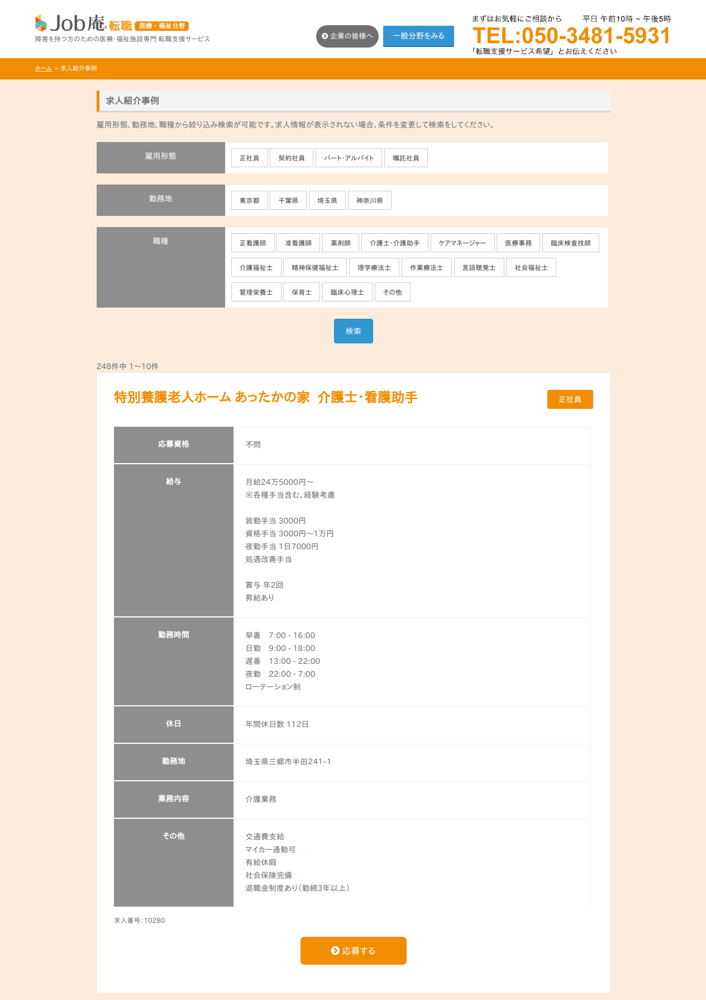 Job庵 転職 医療・福祉分野
障害を持つ方のための医療・福祉施設専門 転職支援サービス
企業の皆様へ
一般分野をみる
まずはお気軽にご相談から 平日 午前10時 ~ 午後5時
TEL:050-3481-5931
「転職支援サービス希望」とお伝えください
ホーム > 求人紹介事例
求人紹介事例
雇用形態、勤務地、職種から絞り込み検索が可能です。求人情報が表示されない場合、条件を変更して検索をしてください。
雇用形態
正社員 契約社員 パート・アルバイト 嘱託社員
勤務地
東京都 千葉県 埼玉県 神奈川県
職種
正看護師 准看護師 薬剤師 介護士・介護助手 ケアマネージャー 医療事務 臨床検査技師
介護福祉士 精神保健福祉士 理学療法士 作業療法士 言語聴覚士 社会福祉士
管理栄養士 保育士 臨床心理士 その他
検索
248件中 1〜10件
特別養護老人ホーム あったかの家 介護士・看護助手
正社員
応募資格
不問
給与
月給24万5000円〜
※各種手当含む、経験考慮
皆勤手当 3000円
資格手当 3000円〜1万円
夜勤手当 1日7000円
処遇改善手当
賞与 年2回
昇給あり
勤務時間
早番 7:00 - 16:00
日勤 9:00 - 18:00
遅番 13:00 - 22:00
夜勤 22:00 - 7:00
ローテーション制
休日
年間休日数 112日
勤務地
埼玉県三郷市半田241−1
業務内容
介護業務
その他
交通費支給
マイカー通勤可
有給休暇
社会保険完備
退職金制度あり（勤続3年以上）
求人番号：10280
応募する